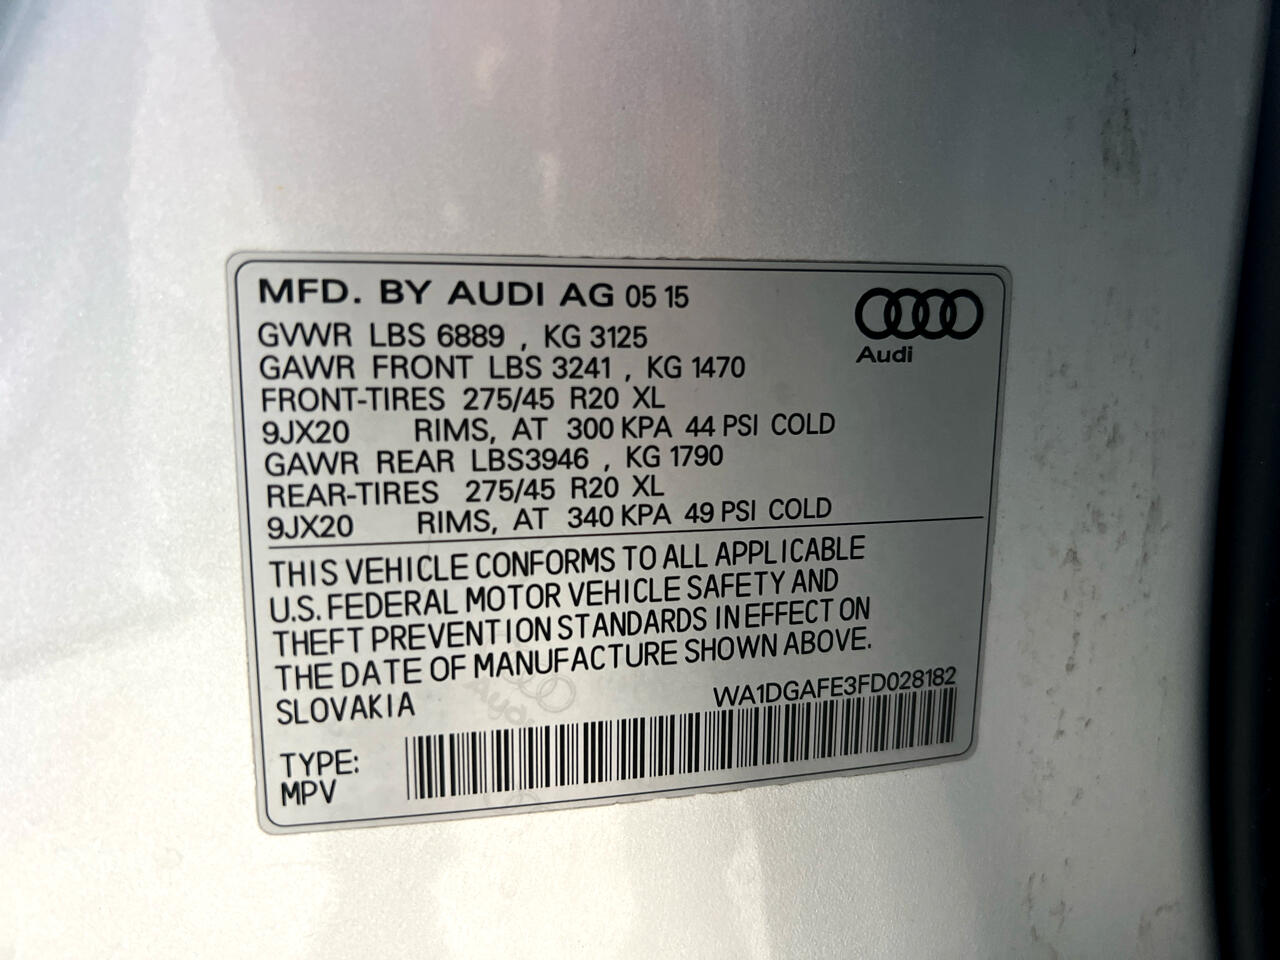 MFD. BY AUDI AG 05 15
Audi
GVWR LBS 6889 , KG 3125
GAWR FRONT LBS 3241 , KG 1470
FRONT-TIRES 275/45 R20 XL
9JX20 RIMS, AT 300 KPA 44 PSI COLD
GAWR REAR LBS3946 , KG 1790
REAR-TIRES 275/45 R20 XL
9JX20 RIMS, AT 340 KPA 49 PSI COLD
THIS VEHICLE CONFORMS TO ALL APPLICABLE
U.S. FEDERAL MOTOR VEHICLE SAFETY AND
THEFT PREVENTION STANDARDS IN EFFECT ON
THE DATE OF MANUFACTURE SHOWN ABOVE.
SLOVAKIA
WA1DGAFE3FD028182
TYPE:
MPV
Audi